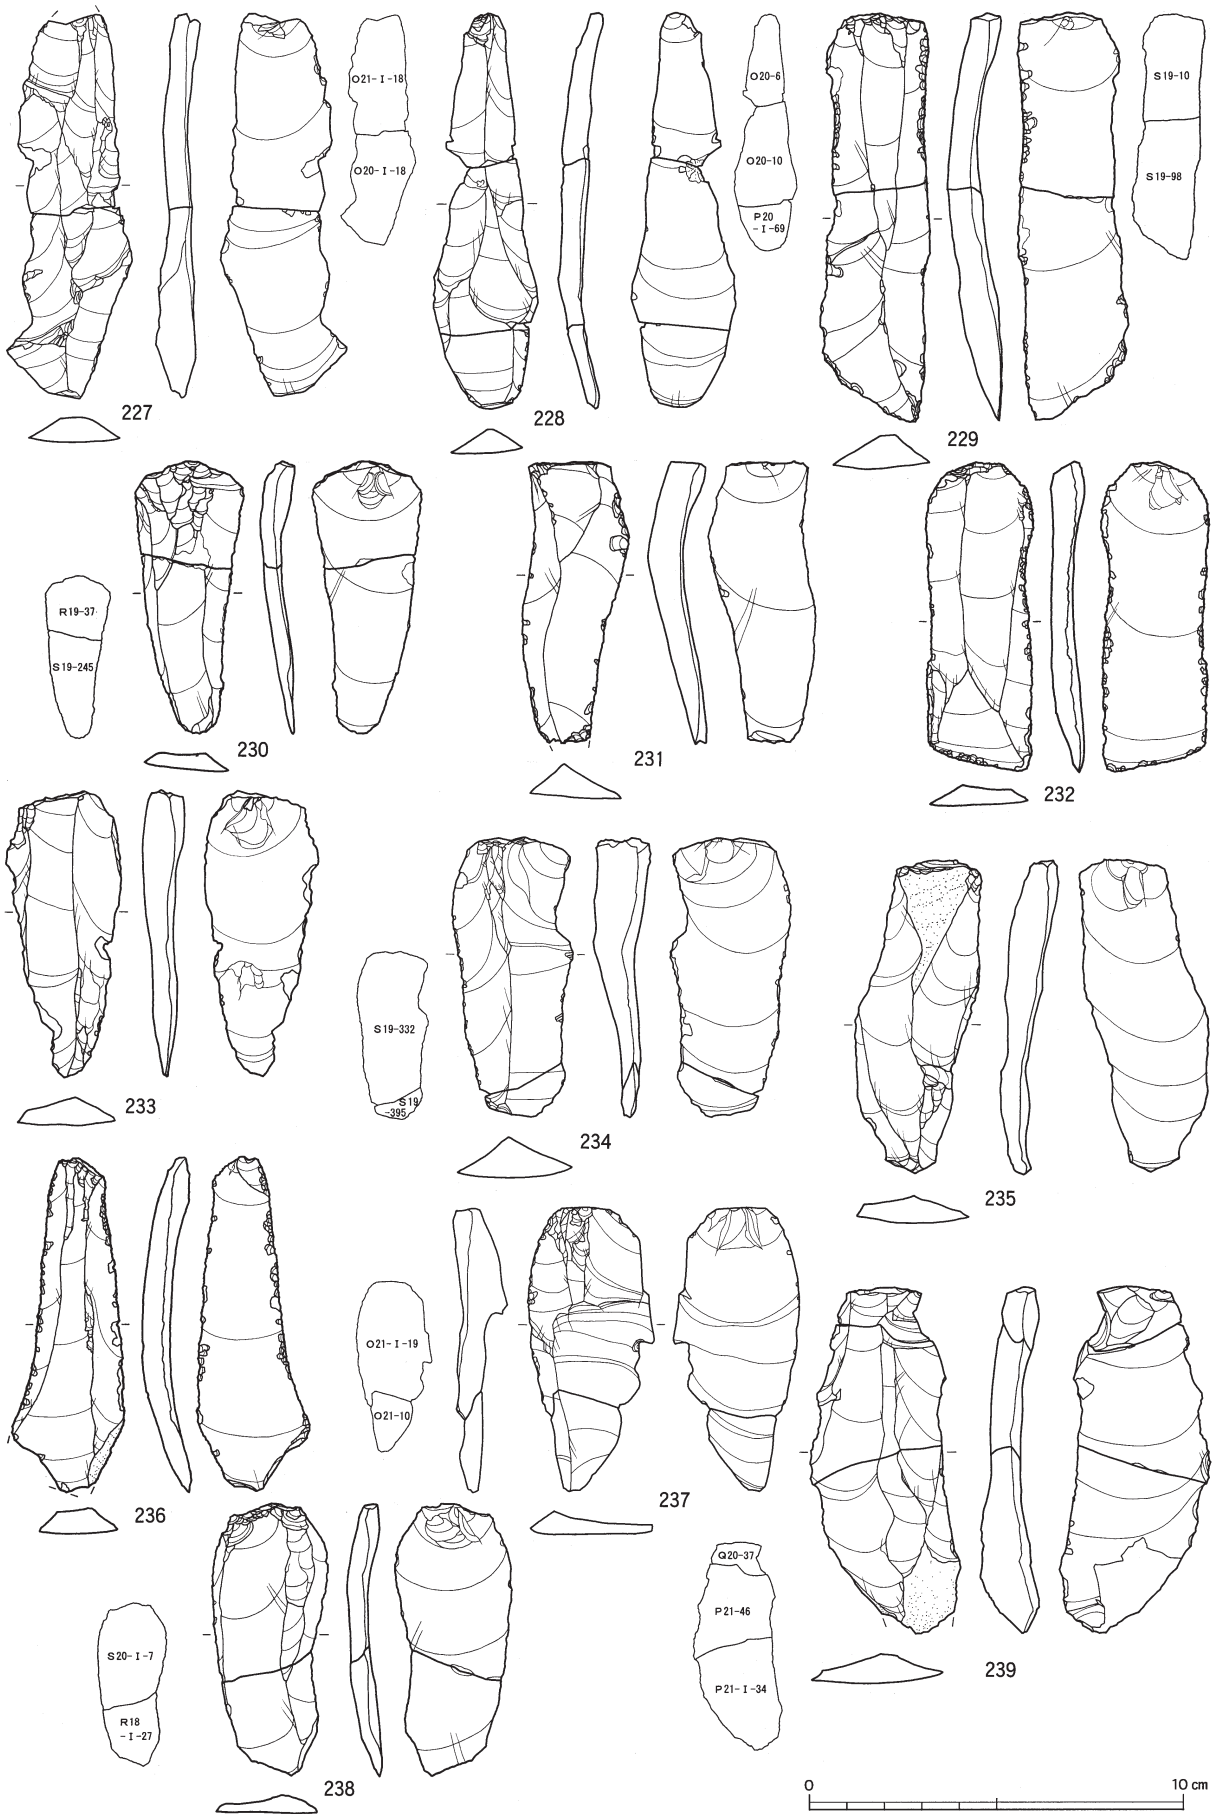 O21-I-18
O20-I-18
227
O20-6
O20-10
P20
-I-69
228
S19-10
S19-98
229
R19-37
S19-245
230
231
232
233
S19-332
S19
-395
234
235
236
O21-I-19
O21-10
237
S20-I-7
R18
-I-27
238
Q20-37
P21-46
P21-I-34
239
0 10 cm